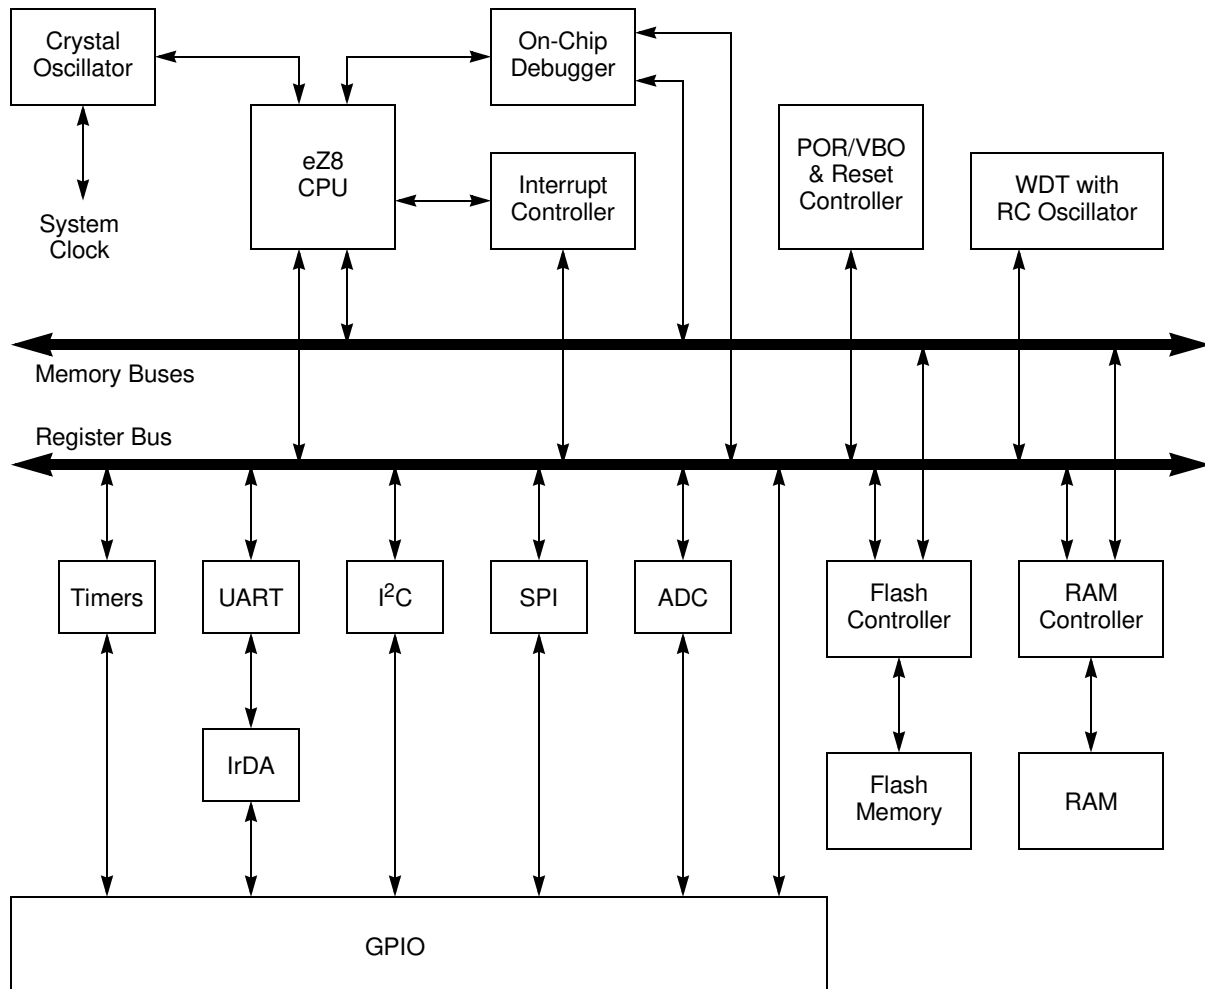 Crystal
Oscillator
On-Chip
Debugger
eZ8
CPU
Interrupt
Controller
POR/VBO
& Reset
Controller
WDT with
RC Oscillator
System
Clock
Memory Buses
Register Bus
Timers
UART
I²C
SPI
ADC
Flash
Controller
RAM
Controller
IrDA
Flash
Memory
RAM
GPIO